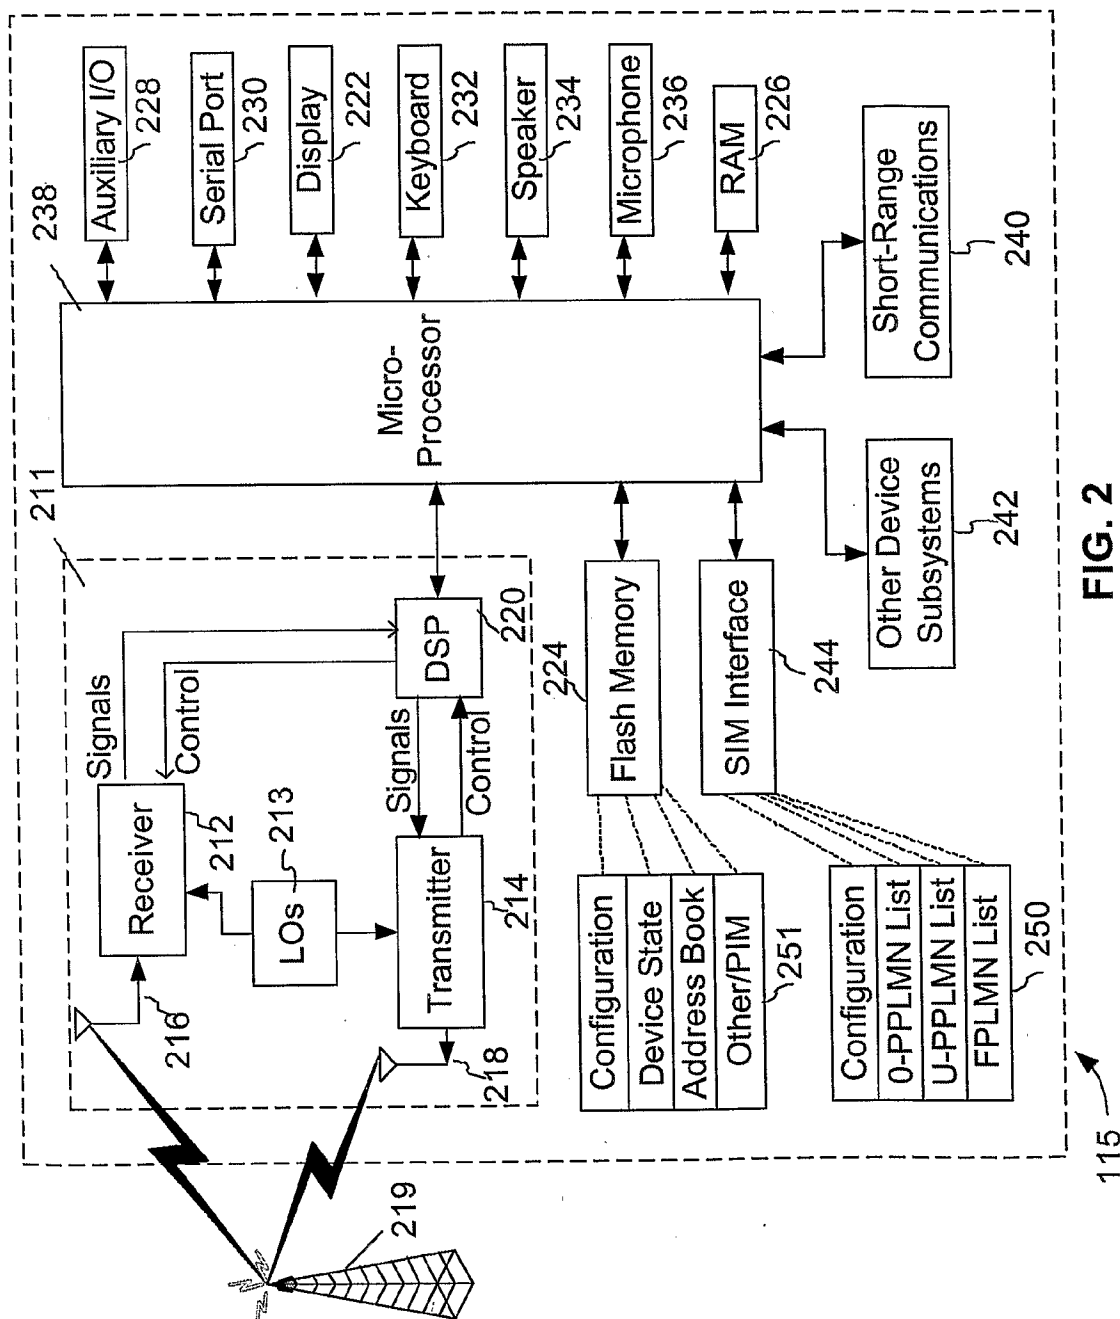 238
211
Auxiliary I/O
228
Serial Port
230
Display
222
Keyboard
232
Speaker
234
Microphone
236
RAM
226
Micro-
Processor
Short-Range
Communications
240
Other Device
Subsystems
242
Signals
Control
Receiver
212
216
LOs
213
DSP
220
Signals
Control
Transmitter
214
218
219
Flash Memory
224
SIM Interface
244
Configuration
Device State
Address Book
Other/PIM
251
Configuration
0-PPLMN List
U-PPLMN List
FPLMN List
250
115
FIG. 2